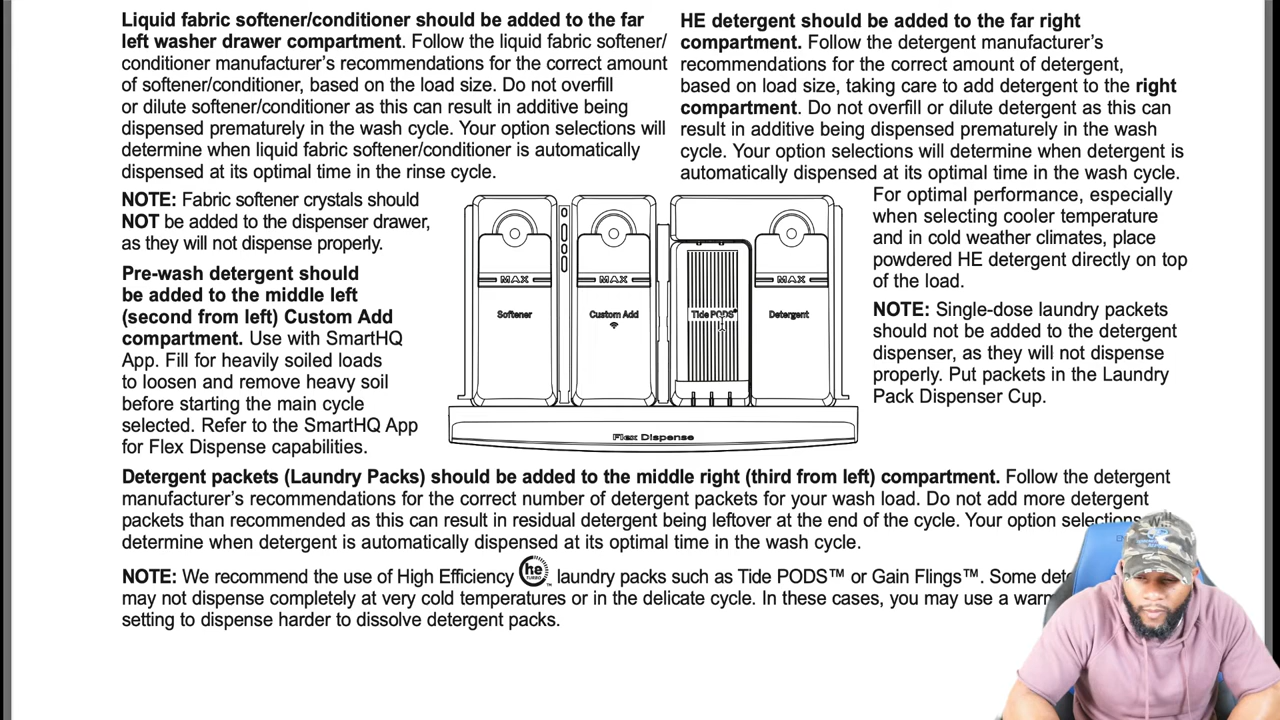 Liquid fabric softener/conditioner should be added to the far
left washer drawer compartment. Follow the liquid fabric softener/
conditioner manufacturer's recommendations for the correct amount
of softener/conditioner, based on the load size. Do not overfill
or dilute softener/conditioner as this can result in additive being
dispensed prematurely in the wash cycle. Your option selections will
determine when liquid fabric softener/conditioner is automatically
dispensed at its optimal time in the rinse cycle.
NOTE: Fabric softener crystals should
NOT be added to the dispenser drawer,
as they will not dispense properly.
Pre-wash detergent should
be added to the middle left
(second from left) Custom Add
compartment. Use with SmartHQ
App. Fill for heavily soiled loads
to loosen and remove heavy soil
before starting the main cycle
selected. Refer to the SmartHQ App
for Flex Dispense capabilities.
HE detergent should be added to the far right
compartment. Follow the detergent manufacturer's
recommendations for the correct amount of detergent,
based on load size, taking care to add detergent to the right
compartment. Do not overfill or dilute detergent as this can
result in additive being dispensed prematurely in the wash
cycle. Your option selections will determine when detergent is
automatically dispensed at its optimal time in the wash cycle.
For optimal performance, especially
when selecting cooler temperature
and in cold weather climates, place
powdered HE detergent directly on top
of the load.
NOTE: Single-dose laundry packets
should not be added to the detergent
dispenser, as they will not dispense
properly. Put packets in the Laundry
Pack Dispenser Cup.
MAX MAX MAX
Softener Custom Add Tide PODS Detergent
Flex Dispense
Detergent packets (Laundry Packs) should be added to the middle right (third from left) compartment. Follow the detergent
manufacturer's recommendations for the correct number of detergent packets for your wash load. Do not add more detergent
packets than recommended as this can result in residual detergent being leftover at the end of the cycle. Your option selections will
determine when detergent is automatically dispensed at its optimal time in the wash cycle.
NOTE: We recommend the use of High Efficiency he TURBO laundry packs such as Tide PODS™ or Gain Flings™. Some
may not dispense completely at very cold temperatures or in the delicate cycle. In these cases, you may use a
setting to dispense harder to dissolve detergent packs.